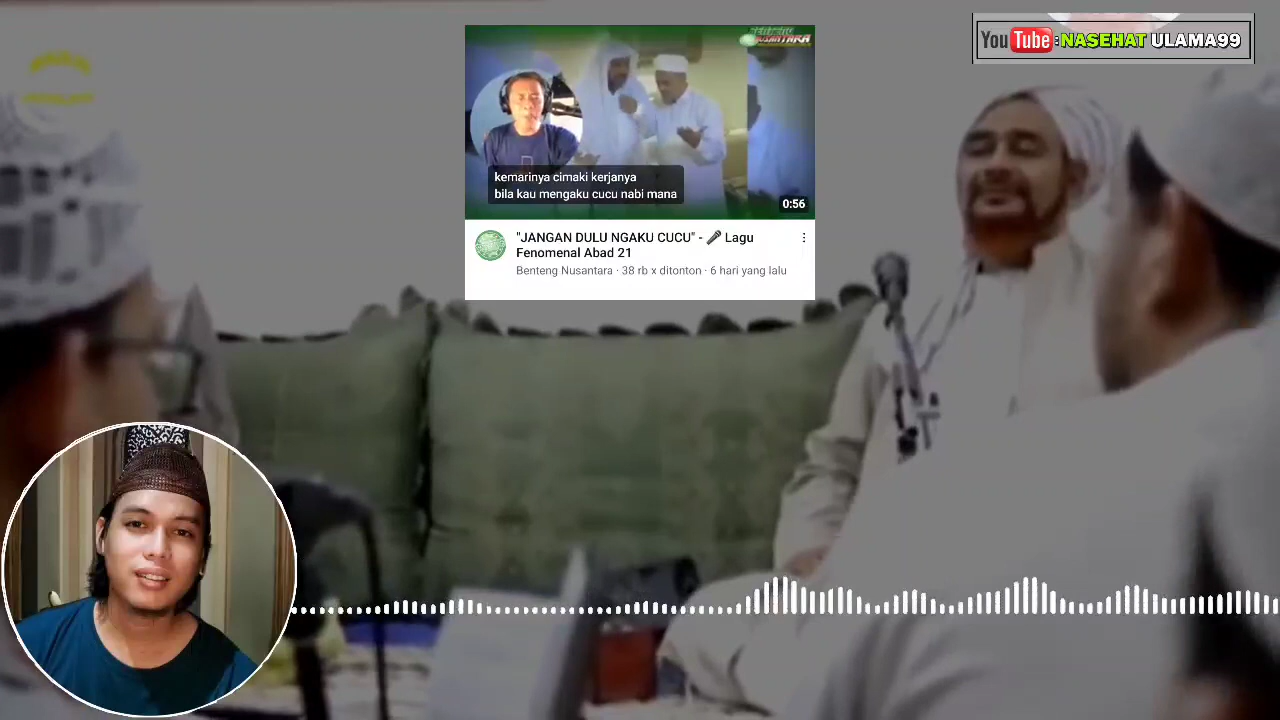 YouTube: NASEHAT ULAMA99
kemarinya cimaki kerjanya
bila kau mengaku cucu nabi mana
0:56
"JANGAN DULU NGAKU CUCU" - 🎤 Lagu
Fenomenal Abad 21
Benteng Nusantara · 38 rb x ditonton · 6 hari yang lalu